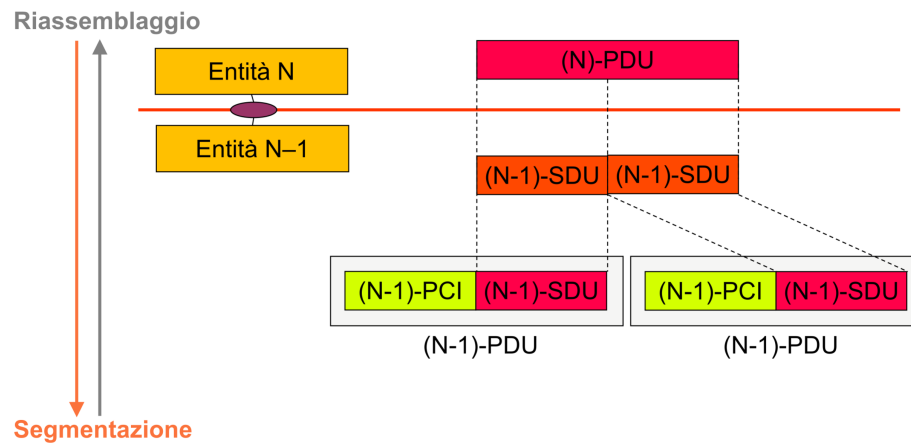 Riassemblaggio
Entità N
(N)-PDU
Entità N–1
(N-1)-SDU (N-1)-SDU
(N-1)-PCI (N-1)-SDU (N-1)-PCI (N-1)-SDU
(N-1)-PDU (N-1)-PDU
Segmentazione